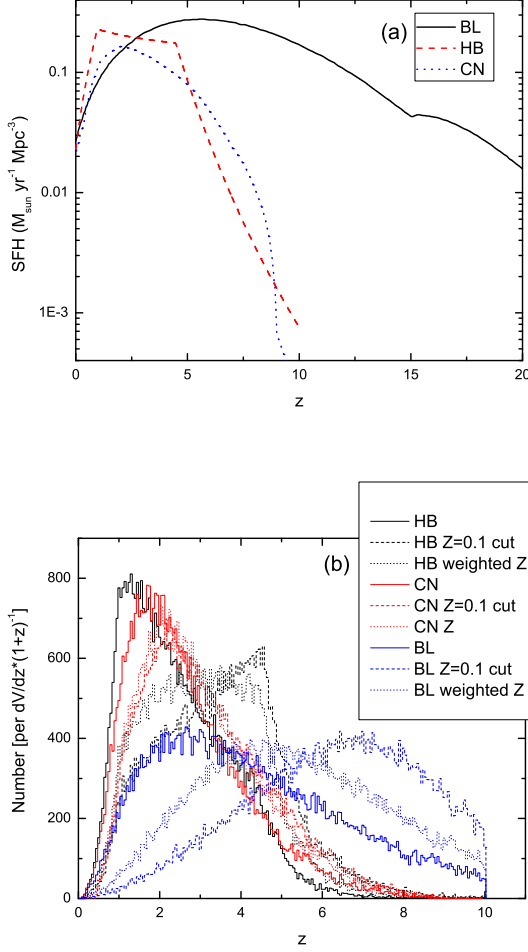 (a)
BL
HB
CN
0.1
0.01
1E-3
SFH (M_sun yr^-1 Mpc^-3)
0 5 10 15 20
z
(b)
HB
HB Z=0.1 cut
HB weighted Z
CN
CN Z=0.1 cut
CN Z
BL
BL Z=0.1 cut
BL weighted Z
800
600
400
200
0
Number [per dV/dz*(1+z)^-1]
0 2 4 6 8 10
z